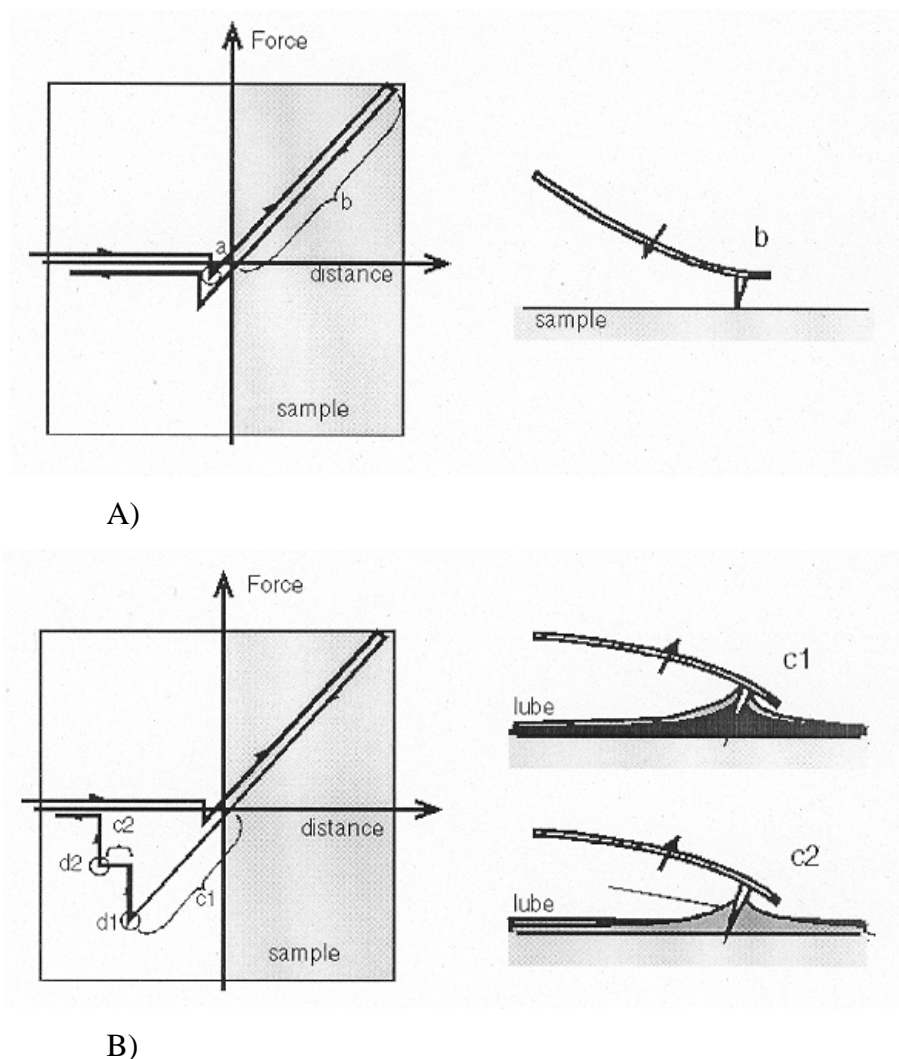 Force
a
b
distance
sample
b
sample
A)
Force
c1
lube
distance
c2
d2
c1
d1
sample
c2
lube
B)